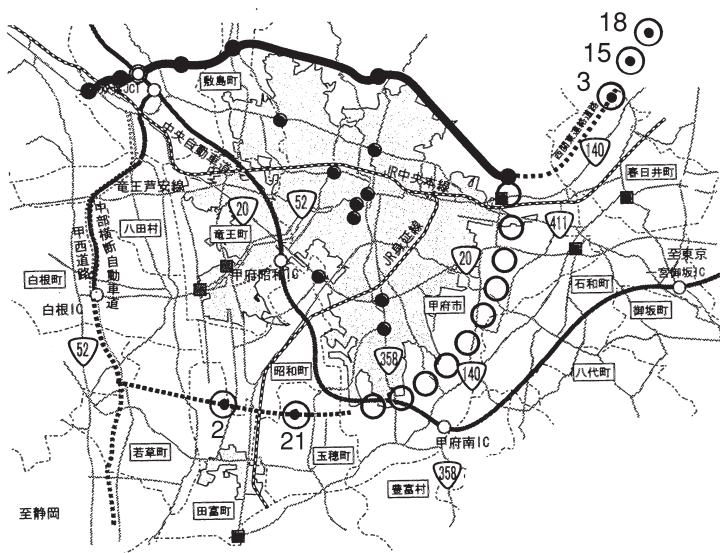 18
15
3
敷島町
双葉JCT
西関東連絡道路
140
中央自動車道
JR中央本線
春日井町
竜王芦安線
52
20
411
八田村
竜王町
中部横断自動車道
甲西道路
JR身延線
至東京
白根町
甲府昭和IC
20
石和町
一宮御坂IC
白根IC
甲府市
御坂町
52
358
昭和町
140
八代町
2
21
甲府南IC
若草町
玉穂町
358
豊富村
至静岡
田富町